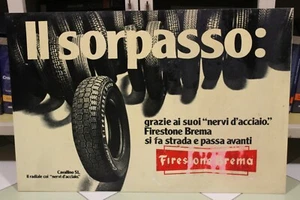 Il sorpasso:
grazie ai suoi “nervi d’acciaio.”
Firestone Brema
si fa strada e passa avanti
Firestone Brema
Cavallino S1,
il radiale coi “nervi d’acciaio.”